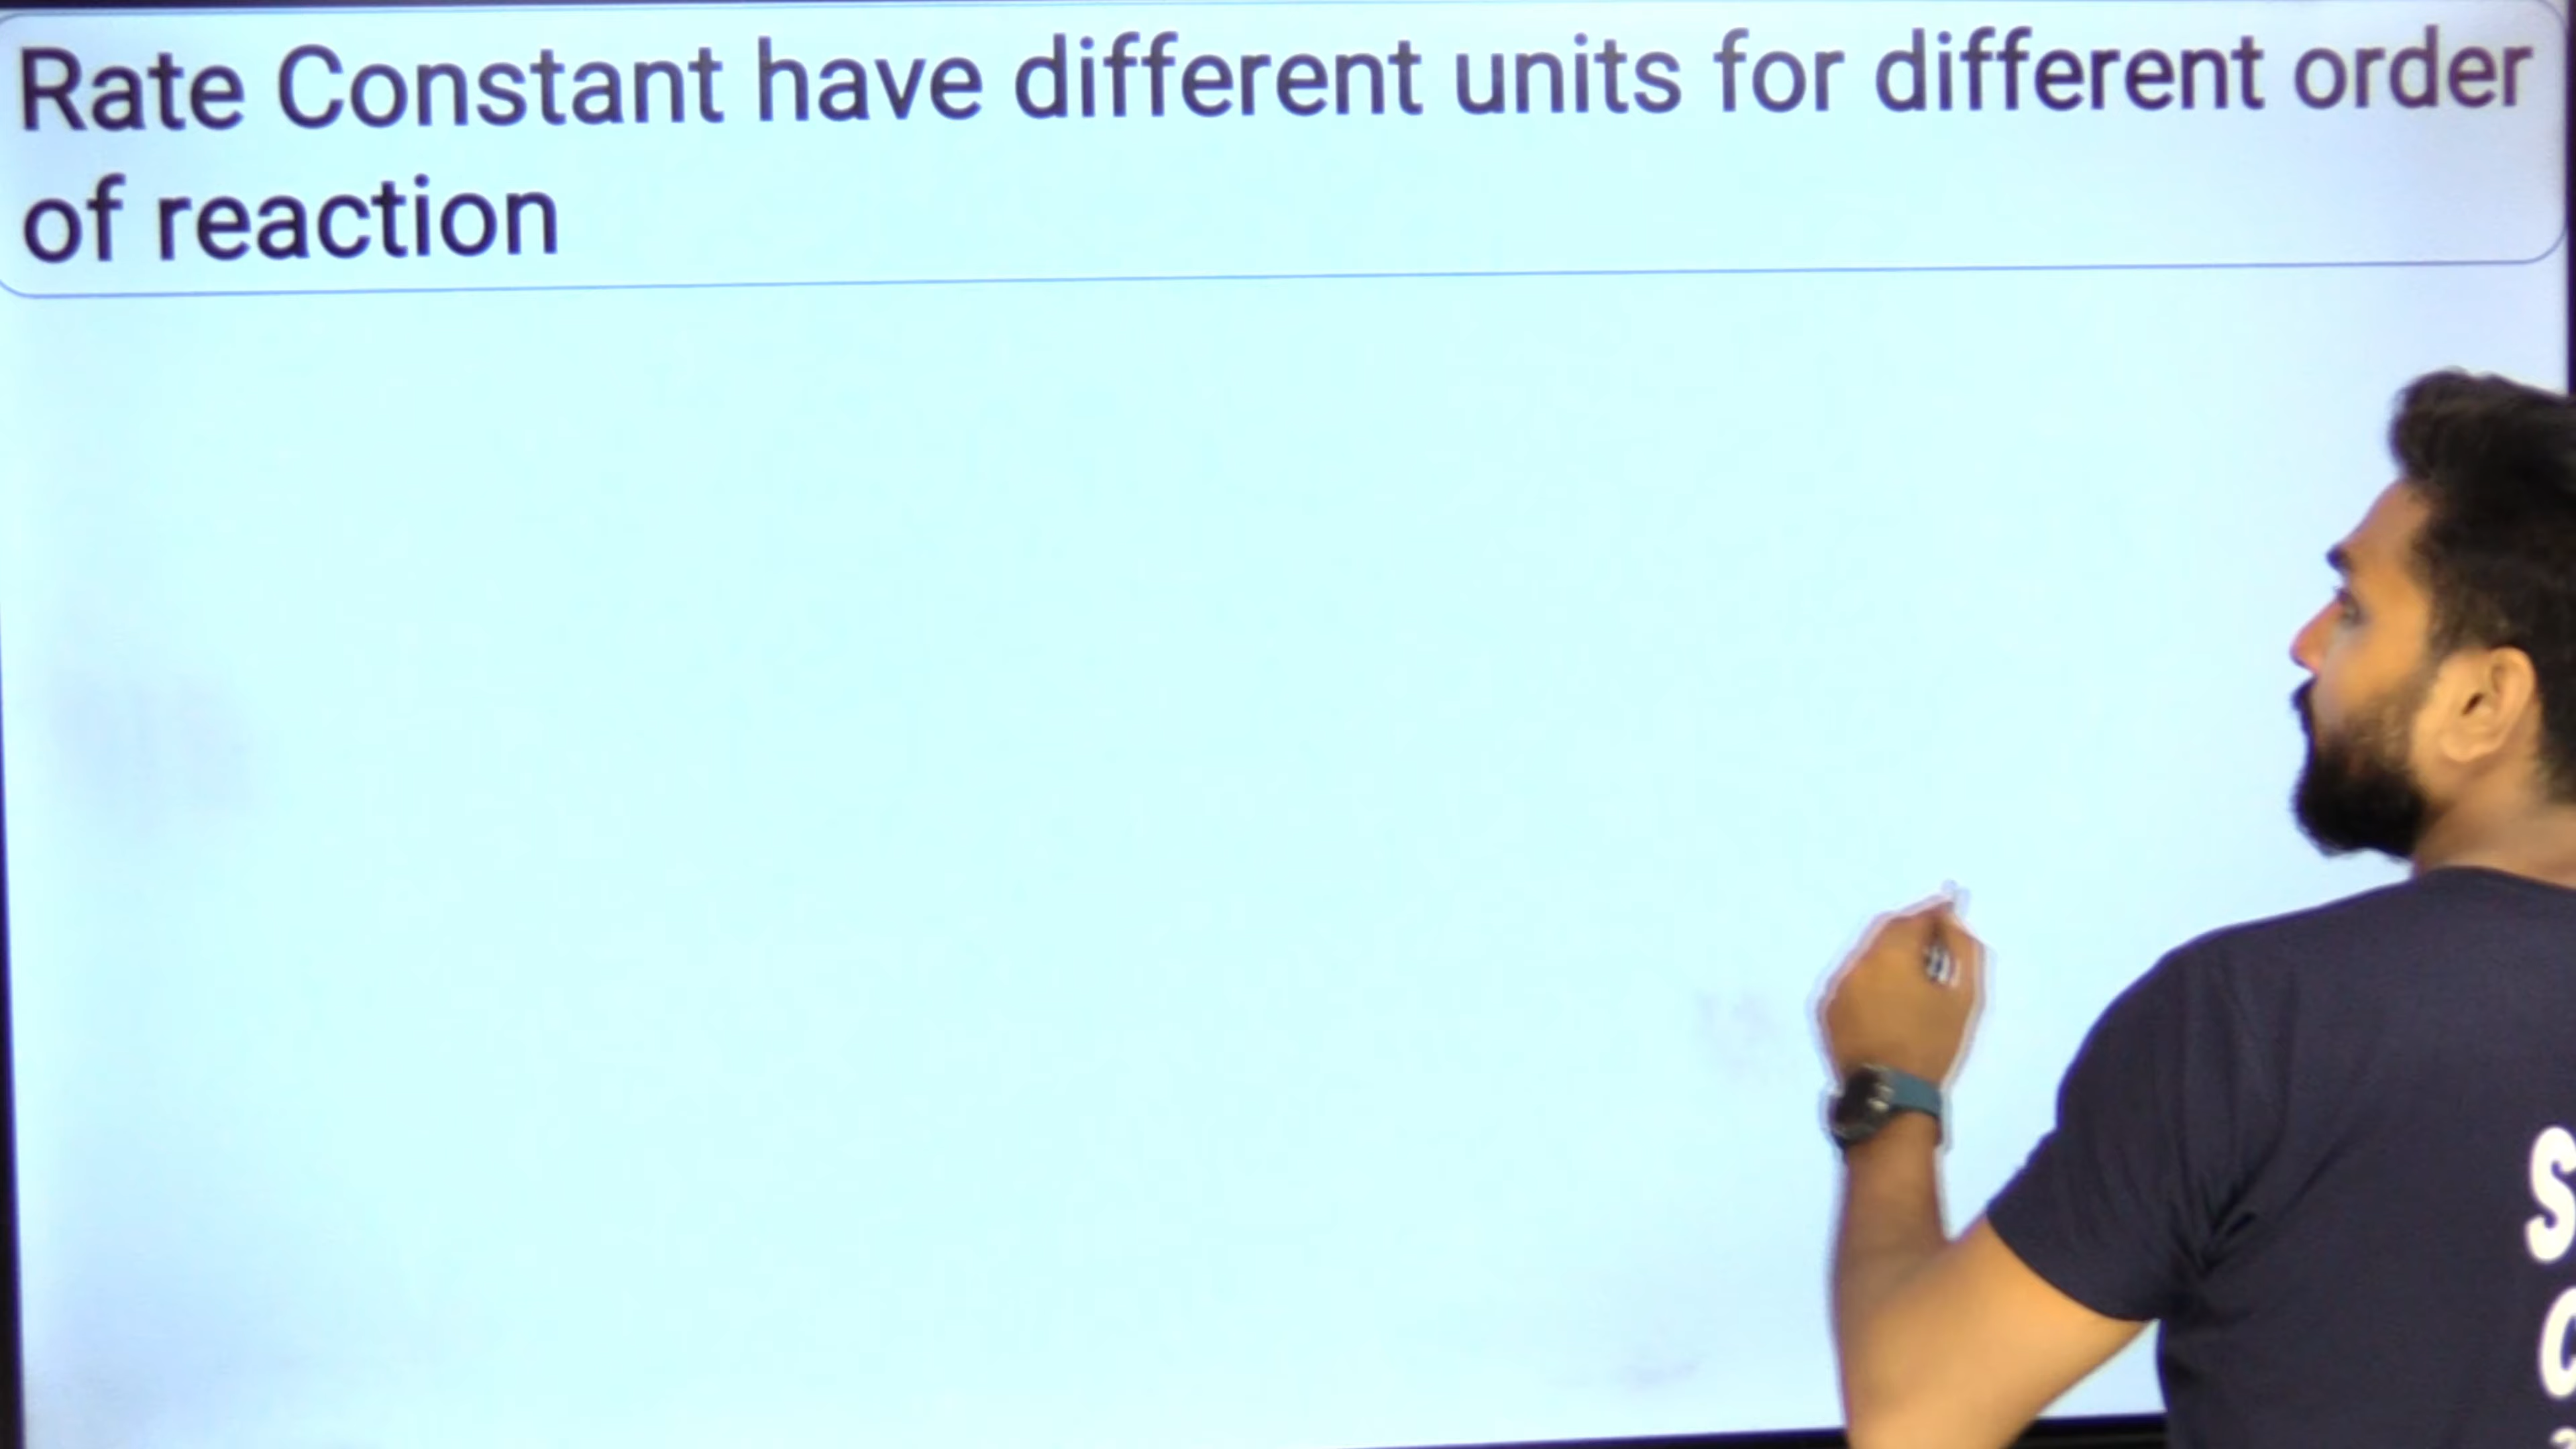 Rate Constant have different units for different order
of reaction
S
C